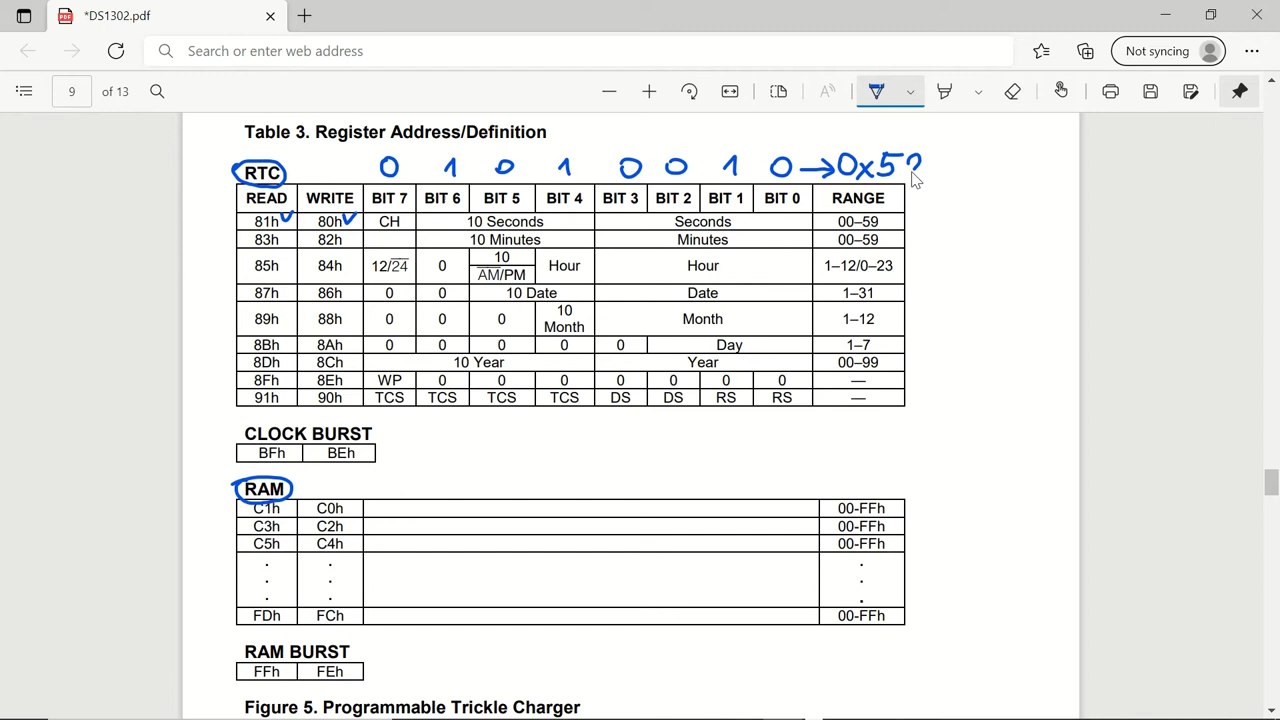 *DS1302.pdf
Search or enter web address
Not syncing
9 of 13
Table 3. Register Address/Definition
RTC 0 1 0 1 0 0 1 0 → 0x5
READ WRITE BIT 7 BIT 6 BIT 5 BIT 4 BIT 3 BIT 2 BIT 1 BIT 0 RANGE
81h 80h CH 10 Seconds Seconds 00–59
83h 82h 10 Minutes Minutes 00–59
85h 84h 12/24 0 10 AM/PM Hour Hour 1–12/0–23
87h 86h 0 0 10 Date Date 1–31
89h 88h 0 0 0 10 Month Month 1–12
8Bh 8Ah 0 0 0 0 0 Day 1–7
8Dh 8Ch 10 Year Year 00–99
8Fh 8Eh WP 0 0 0 0 0 0 0 —
91h 90h TCS TCS TCS TCS DS DS RS RS —
CLOCK BURST
BFh BEh
RAM
C1h C0h 00-FFh
C3h C2h 00-FFh
C5h C4h 00-FFh
. . .
. . .
. . .
FDh FCh 00-FFh
RAM BURST
FFh FEh
Figure 5. Programmable Trickle Charger